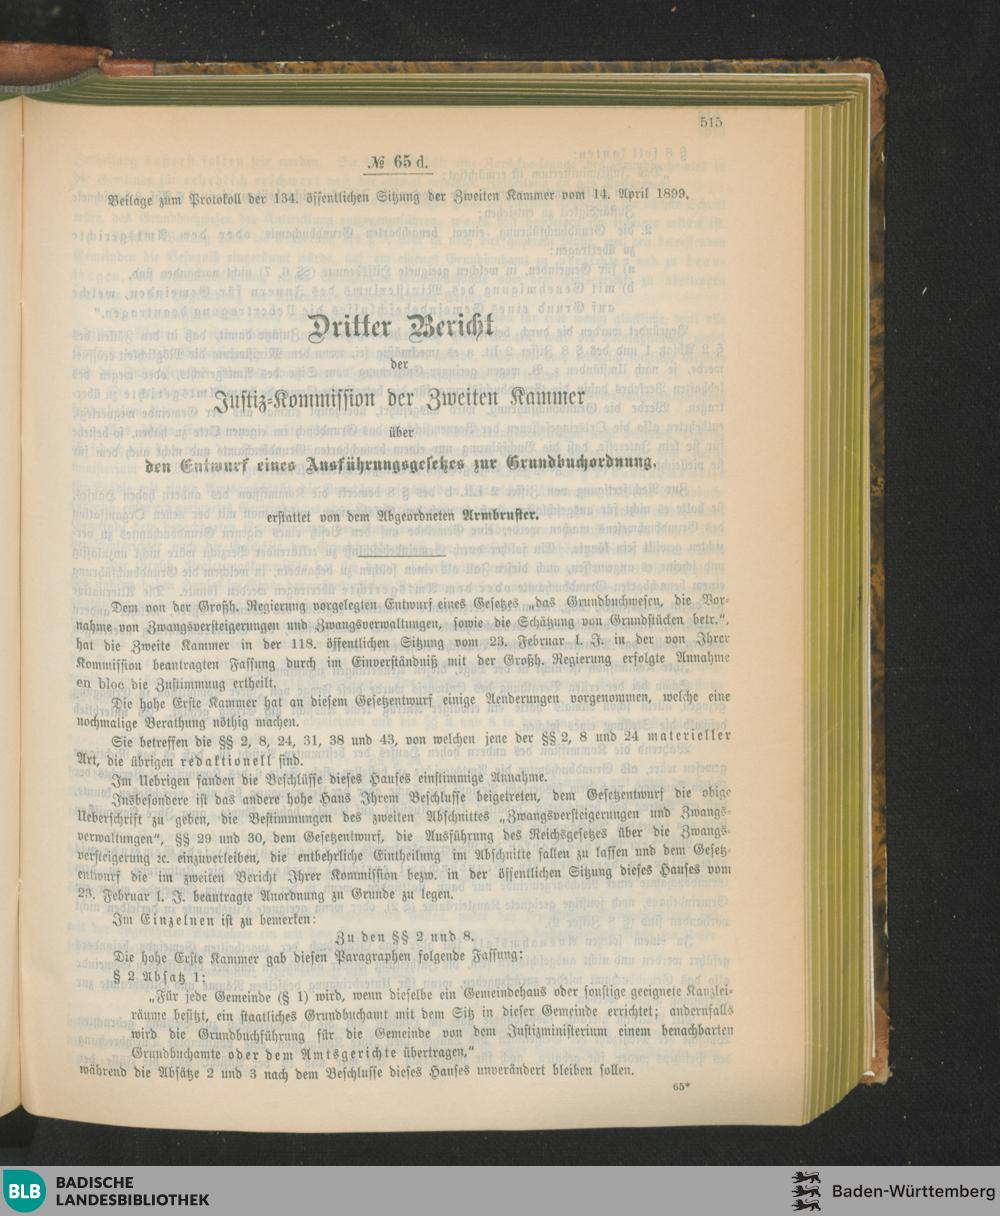 515
№ 65 d.
Beilage zum Protokoll der 134. öffentlichen Sitzung der Zweiten Kammer vom 14. April 1899.
Dritter Bericht
der
Justiz-Kommission der Zweiten Kammer
über
den Entwurf eines Ausführungsgesetzes zur Grundbuchordnung,
erstattet von dem Abgeordneten Armbruster.
Dem von der Großh. Regierung vorgelegten Entwurf eines Gesetzes „das Grundbuchwesen, die Vor-
nahme von Zwangsversteigerungen und Zwangsverwaltungen, sowie die Schätzung von Grundstücken betr.“,
hat die Zweite Kammer in der 118. öffentlichen Sitzung vom 23. Februar l. J. in der von Ihrer
Kommission beantragten Fassung durch im Einverständniß mit der Großh. Regierung erfolgte Annahme
en bloc die Zustimmung ertheilt.
Die hohe Erste Kammer hat an diesem Gesetzentwurf einige Aenderungen vorgenommen, welche eine
nochmalige Berathung nöthig machen.
Sie betreffen die §§ 2, 8, 24, 31, 38 und 43, von welchen jene der §§ 2, 8 und 24 materieller
Art, die übrigen redaktionell sind.
Im Uebrigen fanden die Beschlüsse dieses Hauses einstimmige Annahme.
Insbesondere ist das andere hohe Haus Ihrem Beschlusse beigetreten, dem Gesetzentwurf die obige
Ueberschrift zu geben, die Bestimmungen des zweiten Abschnittes „Zwangsversteigerungen und Zwangs-
verwaltungen“, §§ 29 und 30, dem Gesetzentwurf, die Ausführung des Reichsgesetzes über die Zwangs-
versteigerung ꝛc. einzuverleiben, die entbehrliche Eintheilung im Abschnitte fallen zu lassen und dem Gesetz-
entwurf die im zweiten Bericht Ihrer Kommission bezw. in der öffentlichen Sitzung dieses Hauses vom
23. Februar l. J. beantragte Anordnung zu Grunde zu legen.
Im Einzelnen ist zu bemerken:
Zu den §§ 2 und 8.
Die hohe Erste Kammer gab diesen Paragraphen folgende Fassung:
§ 2 Absatz 1:
„Für jede Gemeinde (§ 1) wird, wenn dieselbe ein Gemeindehaus oder sonstige geeignete Kanzlei-
räume besitzt, ein staatliches Grundbuchamt mit dem Sitz in dieser Gemeinde errichtet; andernfalls
wird die Grundbuchführung für die Gemeinde von dem Justizministerium einem benachbarten
Grundbuchamte oder dem Amtsgerichte übertragen,“
während die Absätze 2 und 3 nach dem Beschlusse dieses Hauses unverändert bleiben sollen.
65*
BLB
BADISCHE
LANDESBIBLIOTHEK
Baden-Württemberg